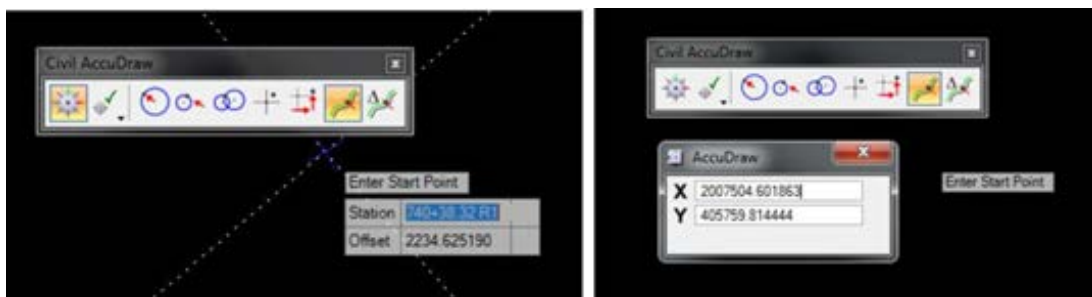 Civil AccuDraw
Enter Start Point
Station 740+38.32 R1
Offset 2234.625190
Civil AccuDraw
AccuDraw
X 2007504.601863
Y 405759.814444
Enter Start Point